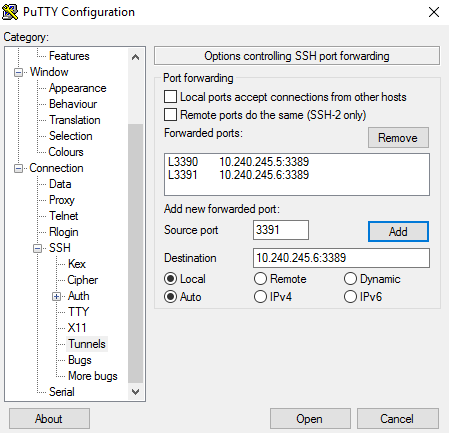 PuTTY Configuration
Category:
Features
Window
Appearance
Behaviour
Translation
Selection
Colours
Connection
Data
Proxy
Telnet
Rlogin
SSH
Kex
Cipher
Auth
TTY
X11
Tunnels
Bugs
More bugs
Serial
Options controlling SSH port forwarding
Port forwarding
Local ports accept connections from other hosts
Remote ports do the same (SSH-2 only)
Forwarded ports:
Remove
L3390 10.240.245.5:3389
L3391 10.240.245.6:3389
Add new forwarded port:
Source port 3391 Add
Destination 10.240.245.6:3389
Local Remote Dynamic
Auto IPv4 IPv6
About Open Cancel